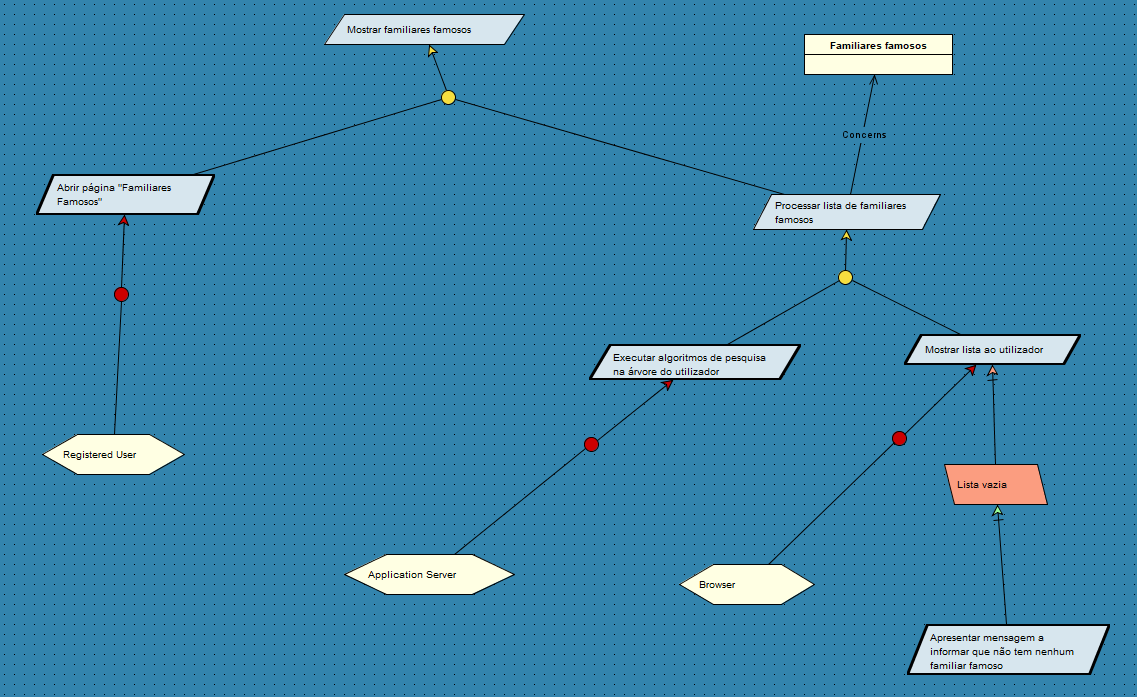 Mostrar familiares famosos
Familiares famosos
Concerns
Abrir página "Familiares
Famosos"
Processar lista de familiares
famosos
Executar algoritmos de pesquisa
na árvore do utilizador
Mostrar lista ao utilizador
Registered User
Lista vazia
Application Server
Browser
Apresentar mensagem a
informar que não tem nenhum
familiar famoso